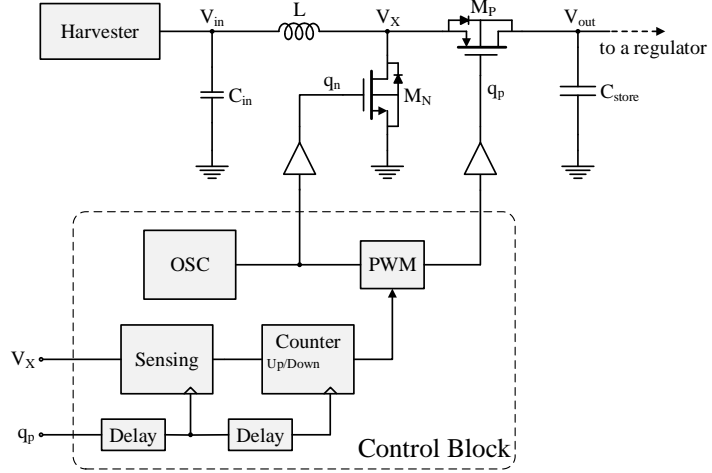 Harvester
V_in
L
V_X
M_P
V_out
to a regulator
C_in
q_n
M_N
q_p
C_store
OSC
PWM
V_X
Sensing
Counter
Up/Down
q_p
Delay
Delay
Control Block